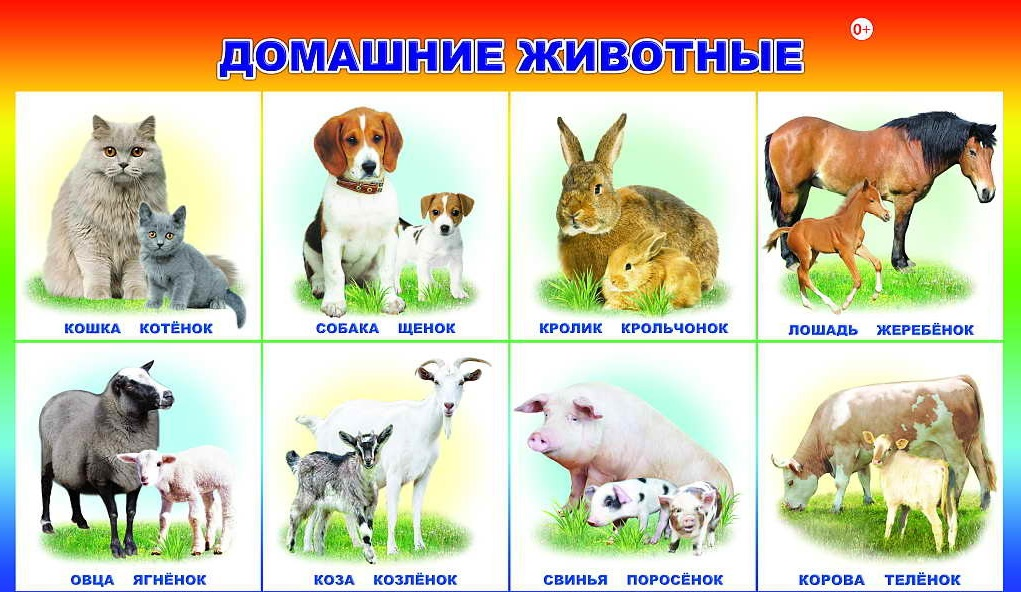 0+
ДОМАШНИЕ ЖИВОТНЫЕ
КОШКА КОТЁНОК
СОБАКА ЩЕНОК
КРОЛИК КРОЛЬЧОНОК
ЛОШАДЬ ЖЕРЕБЁНОК
ОВЦА ЯГНЁНОК
КОЗА КОЗЛЁНОК
СВИНЬЯ ПОРОСЁНОК
КОРОВА ТЕЛЁНОК